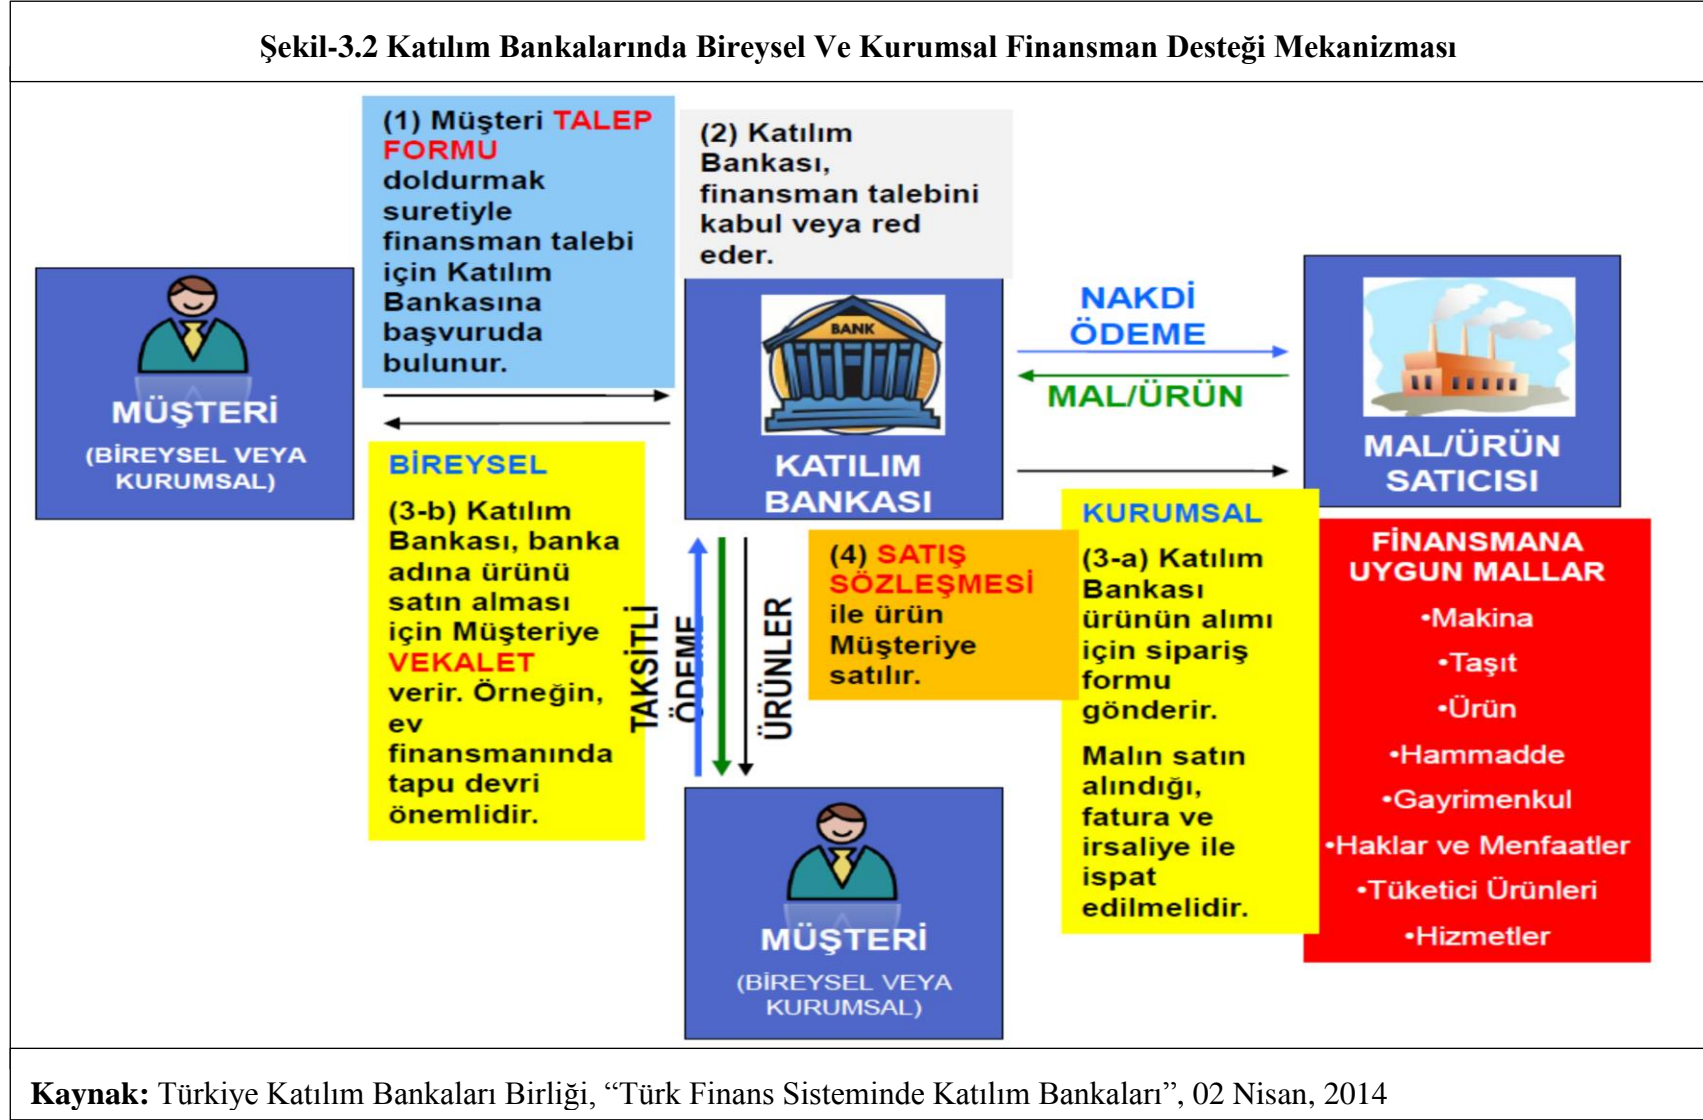 Şekil-3.2 Katılım Bankalarında Bireysel Ve Kurumsal Finansman Desteği Mekanizması
(1) Müşteri TALEP
FORMU
doldurmak
suretiyle
finansman talebi
için Katılım
Bankasına
başvuruda
bulunur.
(2) Katılım
Bankası,
finansman talebini
kabul veya red
eder.
MÜŞTERİ
(BİREYSEL VEYA
KURUMSAL)
BANK
KATILIM
BANKASI
NAKDİ
ÖDEME
MAL/ÜRÜN
MAL/ÜRÜN
SATICISI
BİREYSEL
(3-b) Katılım
Bankası, banka
adına ürünü
satın alması
için Müşteriye
VEKALET
verir. Örneğin,
ev
finansmanında
tapu devri
önemlidir.
TAKSİTLİ
ÖDEME
ÜRÜNLER
(4) SATIŞ
SÖZLEŞMESİ
ile ürün
Müşteriye
satılır.
KURUMSAL
(3-a) Katılım
Bankası
ürünün alımı
için sipariş
formu
gönderir.
Malın satın
alındığı,
fatura ve
irsaliye ile
ispat
edilmelidir.
FİNANSMANA
UYGUN MALLAR
•Makina
•Taşıt
•Ürün
•Hammadde
•Gayrimenkul
•Haklar ve Menfaatler
•Tüketici Ürünleri
•Hizmetler
MÜŞTERİ
(BİREYSEL VEYA
KURUMSAL)
Kaynak: Türkiye Katılım Bankaları Birliği, “Türk Finans Sisteminde Katılım Bankaları”, 02 Nisan, 2014